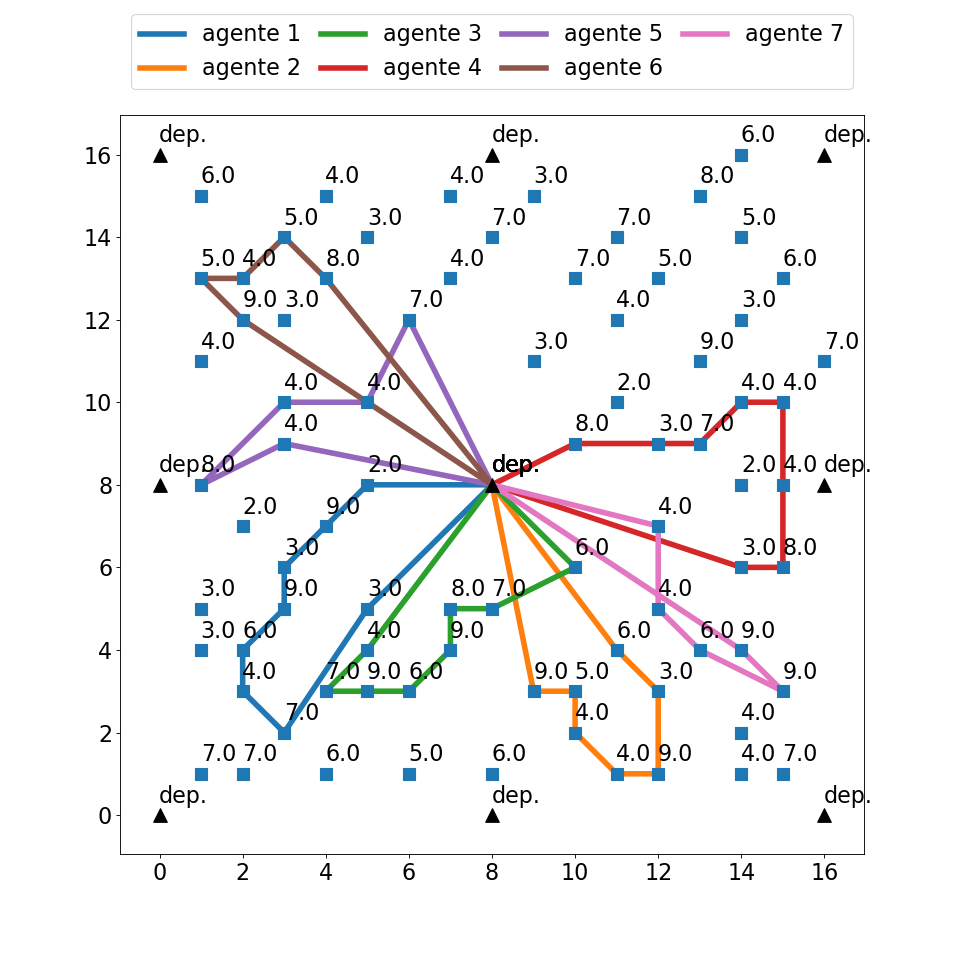 agente 1 agente 3 agente 5 agente 7
agente 2 agente 4 agente 6
dep. dep. 6.0 dep.
16
6.0 4.0 4.0 3.0 8.0
5.0 3.0 7.0 7.0 5.0
14
5.0 4.0 8.0 4.0 7.0 5.0 6.0
9.0 3.0 7.0 4.0 3.0
12
4.0 3.0 9.0 7.0
4.0 4.0 2.0 4.0 4.0
10
4.0 8.0 3.0 7.0
dep. 8.0 2.0 dep. 2.0 4.0 dep.
8
2.0 9.0 4.0
3.0 6.0 3.0 8.0
6
3.0 9.0 3.0 8.0 7.0 4.0
3.0 6.0 4.0 9.0 6.0 6.0 9.0
4
4.0 7.0 9.0 6.0 9.0 5.0 3.0 9.0
7.0 4.0 4.0
2
7.0 7.0 6.0 5.0 6.0 4.0 9.0 4.0 7.0
dep. dep. dep.
0
0 2 4 6 8 10 12 14 16